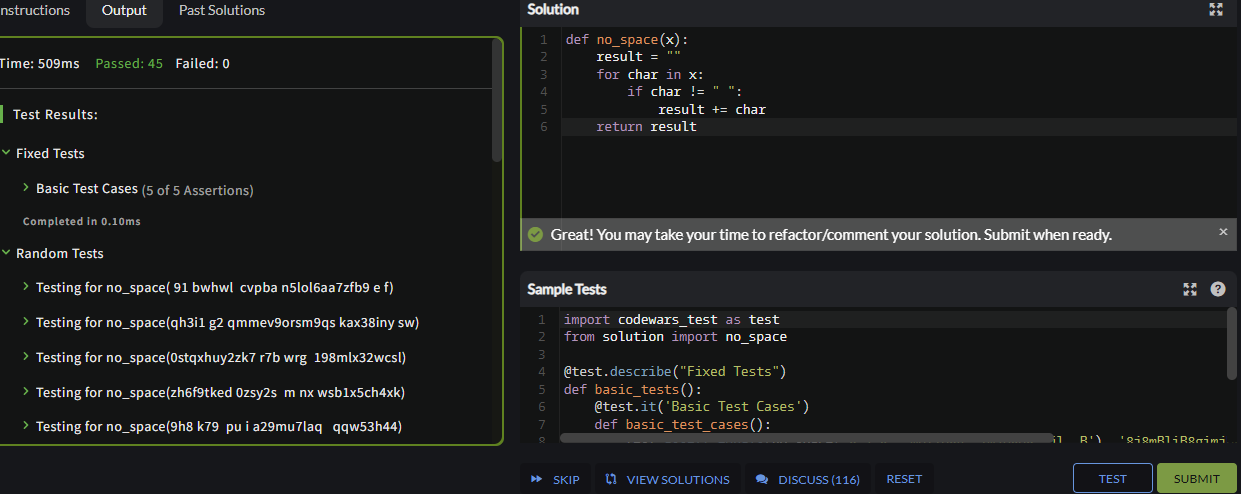 Output
Past Solutions
Time: 509ms Passed: 45 Failed: 0
Test Results:
Fixed Tests
Basic Test Cases (5 of 5 Assertions)
Completed in 0.10ms
Random Tests
Testing for no_space( 91 bwhwl  cvpba n5lol6aa7zfb9 e f)
Testing for no_space(qh3i1 g2 qmmev9orsm9qs kax38iny sw)
Testing for no_space(0stqxhuy2zk7 r7b wrg  198mlx32wcsl)
Testing for no_space(zh6f9tked 0zsy2s  m nx wsb1x5ch4xk)
Testing for no_space(9h8 k79  pu i a29mu7laq   qqw53h44)
Solution
1 def no_space(x):
2     result = ""
3     for char in x:
4         if char != " ":
5             result += char
6     return result
Great! You may take your time to refactor/comment your solution. Submit when ready.
Sample Tests
?
1 import codewars_test as test
2 from solution import no_space
3
4 @test.describe("Fixed Tests")
5 def basic_tests():
6     @test.it('Basic Test Cases')
7     def basic_test_cases():
8
SKIP
VIEW SOLUTIONS
DISCUSS (116)
RESET
TEST
SUBMIT